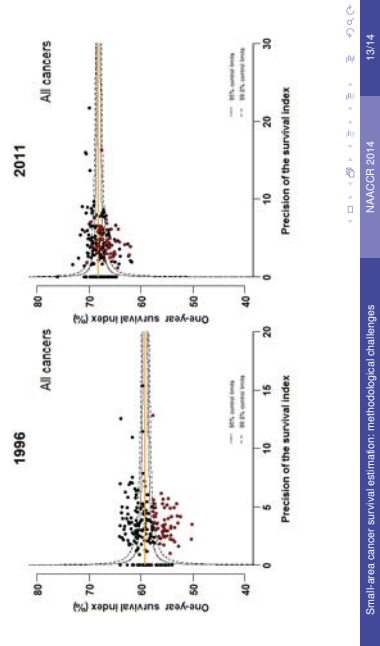 1996
All cancers
One-year survival index (%)
80
70
60
50
40
0
5
10
15
20
95% control limits
99.8% control limits
Precision of the survival index
2011
All cancers
One-year survival index (%)
80
70
60
50
40
0
10
20
30
95% control limits
99.8% control limits
Precision of the survival index
Small-area cancer survival estimation: methodological challenges
NAACCR 2014
13/14